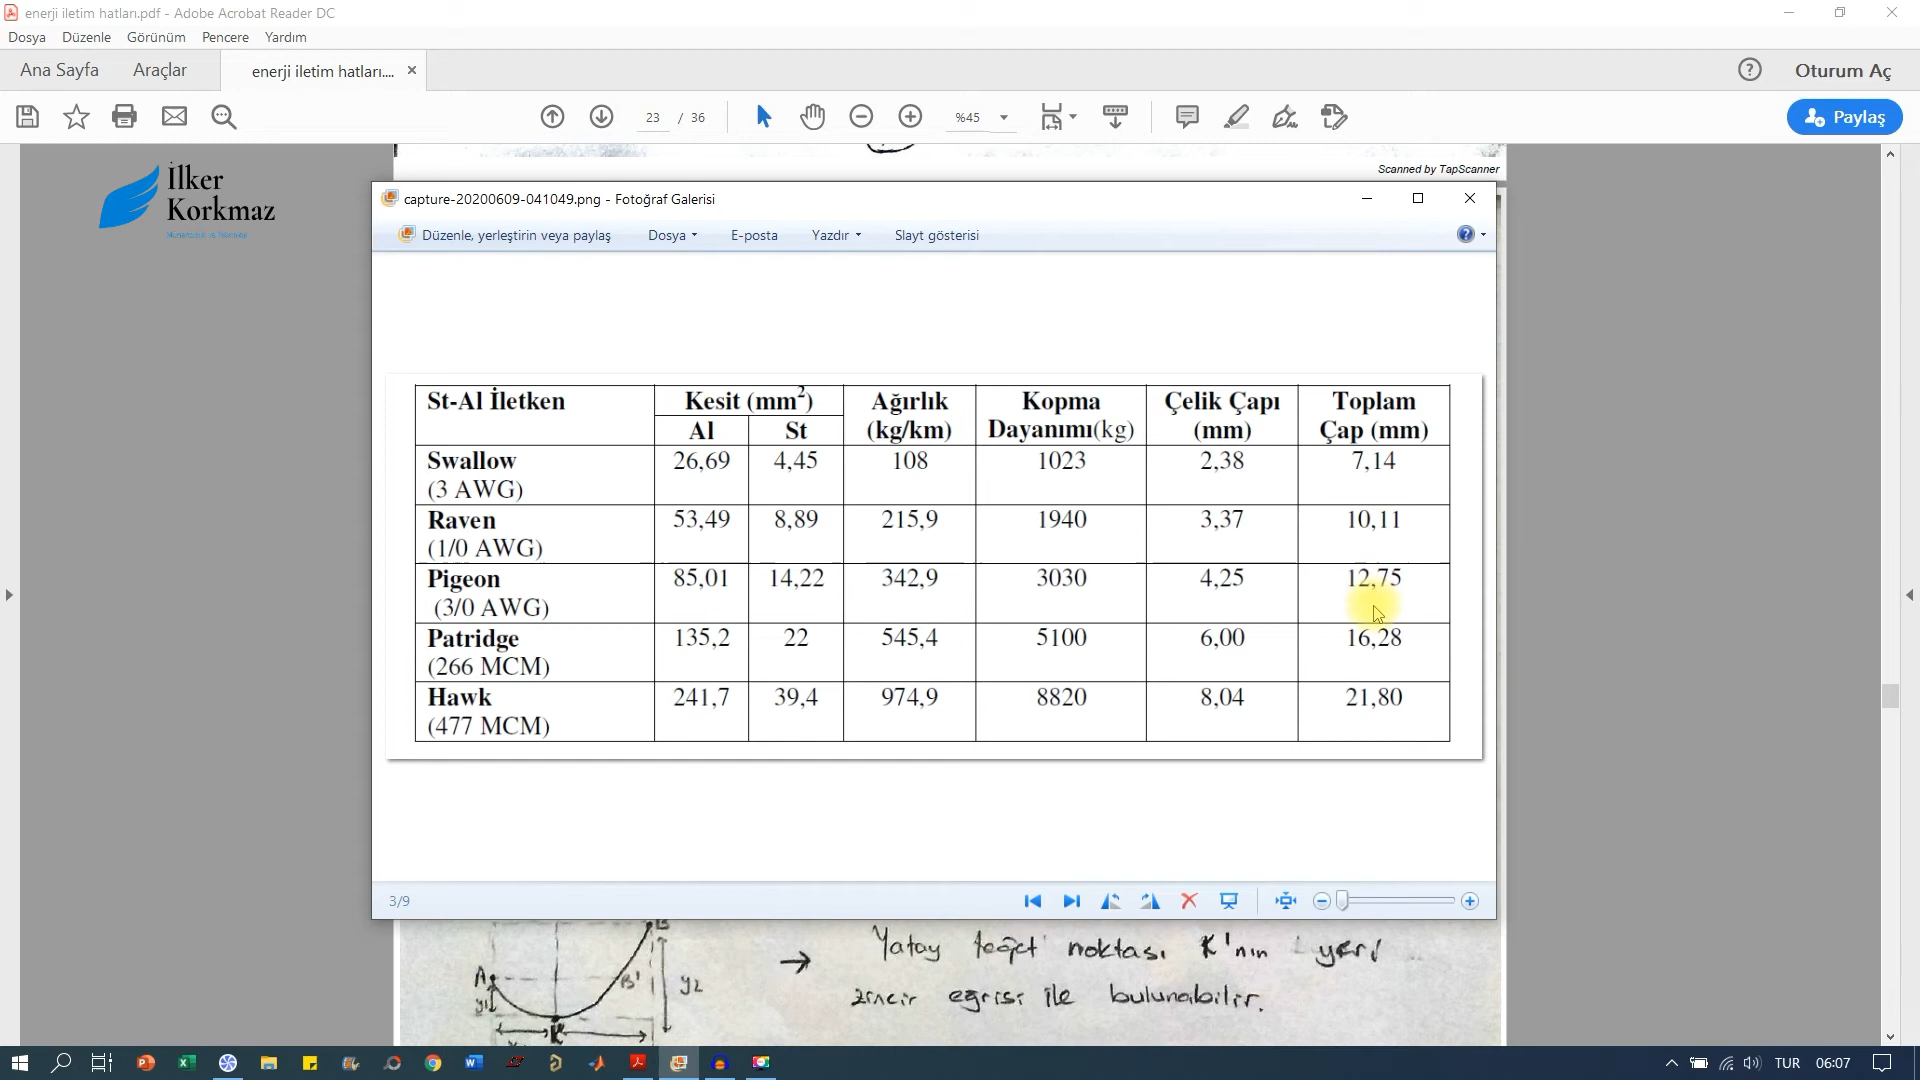 enerji iletim hatları.pdf - Adobe Acrobat Reader DC
Dosya Düzenle Görünüm Pencere Yardım
Ana Sayfa Araçlar enerji iletim hatları.... Oturum Aç
23 / 36 %45 Paylaş
İlker
Korkmaz
Scanned by TapScanner
capture-20200609-041049.png - Fotoğraf Galerisi
Düzenle, yerleştirin veya paylaş Dosya E-posta Yazdır Slayt gösterisi
St-Al İletken Kesit (mm²) Ağırlık (kg/km) Kopma Dayanımı(kg) Çelik Çapı (mm) Toplam Çap (mm)
Al St
Swallow (3 AWG) 26,69 4,45 108 1023 2,38 7,14
Raven (1/0 AWG) 53,49 8,89 215,9 1940 3,37 10,11
Pigeon (3/0 AWG) 85,01 14,22 342,9 3030 4,25 12,75
Patridge (266 MCM) 135,2 22 545,4 5100 6,00 16,28
Hawk (477 MCM) 241,7 39,4 974,9 8820 8,04 21,80
3/9
A B' y1 y2 K
→ Yatay teğet noktası K'nın yeri
zincir eğrisi ile bulunabilir.
TUR 06:07